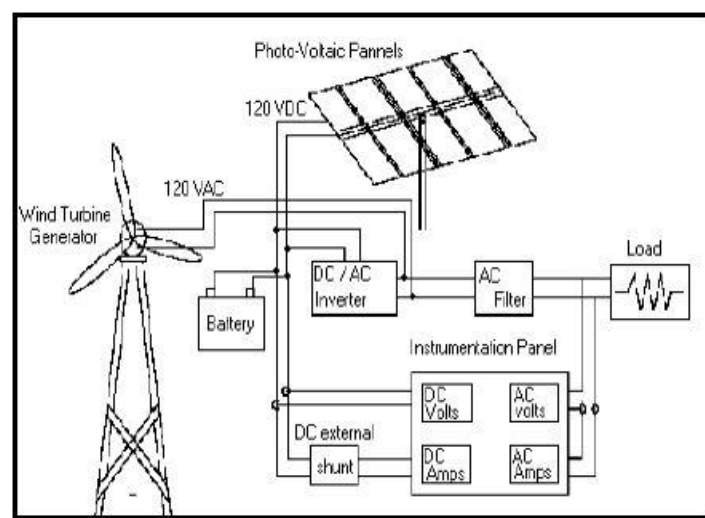 Photo-Voltaic Pannels
120 VDC
120 VAC
Wind Turbine
Generator
Battery
DC / AC
Inverter
AC
Filter
Load
Instrumentation Panel
DC
Volts
AC
volts
DC external
shunt
DC
Amps
AC
Amps